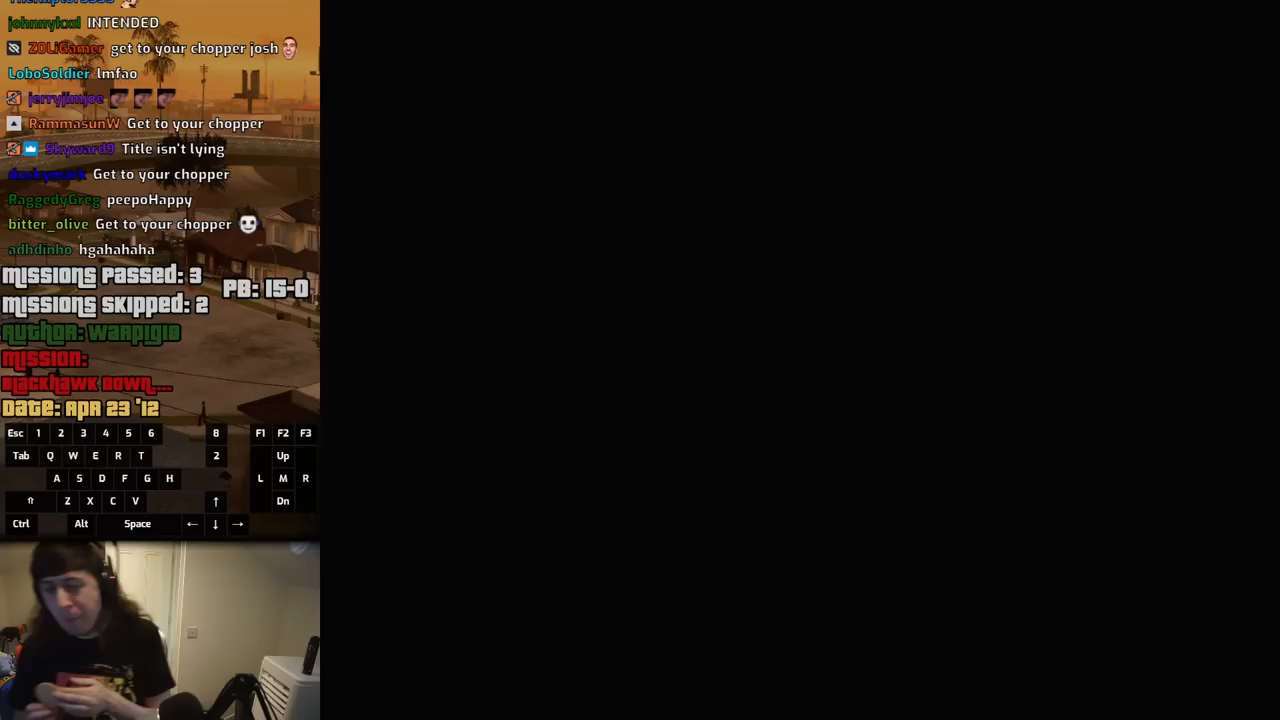 johnnykxd INTENDED
ZOLiGamer get to your chopper josh
LoboSoldier lmfao
jerryjimjoe
RammasunW Get to your chopper
Skyward9 Title isn't lying
duckymark Get to your chopper
RaggedyGreg peepoHappy
bitter_olive Get to your chopper
adhdinho hgahahaha
missions passed: 3
PB: 15-0
missions skipped: 2
Author: warpig18
mission:
Blackhawk Down....
Date: Apr 23 '12
Esc 1 2 3 4 5 6 8 F1 F2 F3
Tab Q W E R T 2 Up
A S D F G H L M R
⇧ Z X C V ↑ Dn
Ctrl Alt Space ← ↓ →